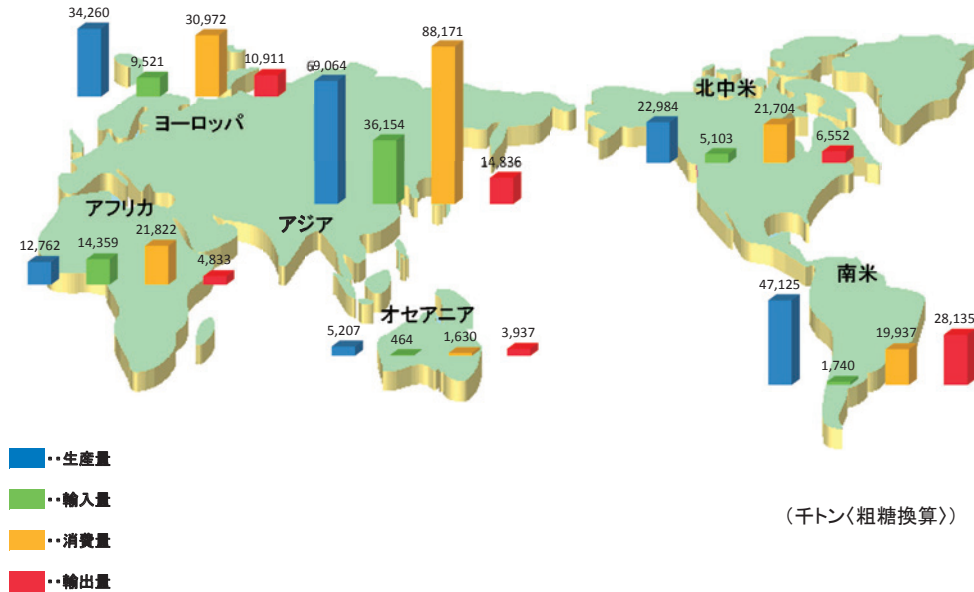 34,260
9,521
30,972
10,911
ヨーロッパ
69,064
36,154
88,171
14,836
アジア
北中米
22,984
5,103
21,704
6,552
アフリカ
12,762
14,359
21,822
4,833
オセアニア
5,207
464
1,630
3,937
南米
47,125
1,740
19,937
28,135
‥生産量
‥輸入量
‥消費量
‥輸出量
(千トン〈粗糖換算〉)